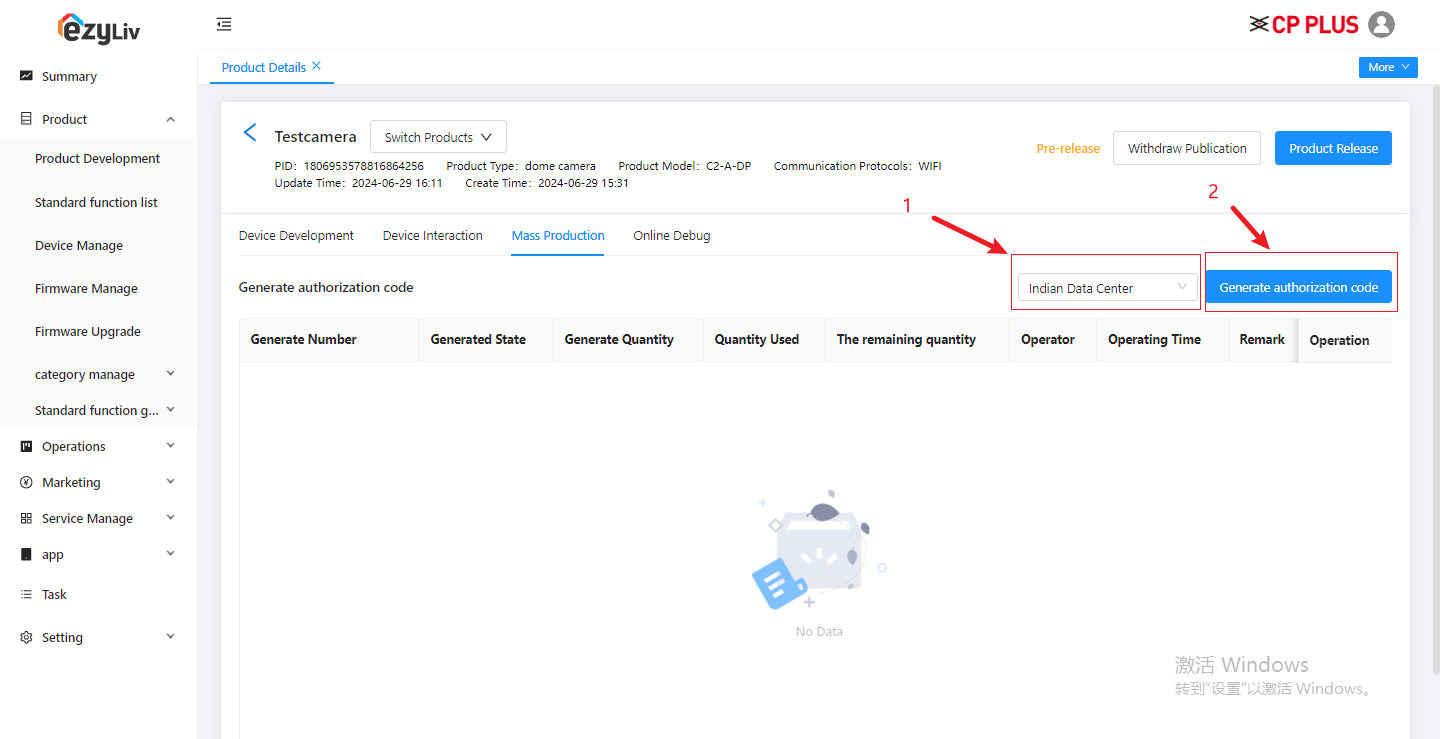 ezyLiv
CP PLUS
Summary
Product
Product Development
Standard function list
Device Manage
Firmware Manage
Firmware Upgrade
category manage
Standard function g...
Operations
Marketing
Service Manage
app
Task
Setting
Product Details
More
Testcamera
Switch Products
Pre-release
Withdraw Publication
Product Release
PID: 1806953578816864256 Product Type: dome camera Product Model: C2-A-DP Communication Protocols: WIFI
Update Time: 2024-06-29 16:11 Create Time: 2024-06-29 15:31
1
2
Device Development Device Interaction Mass Production Online Debug
Generate authorization code
Indian Data Center
Generate authorization code
Generate Number Generated State Generate Quantity Quantity Used The remaining quantity Operator Operating Time Remark Operation
No Data
激活 Windows
转到"设置"以激活 Windows。